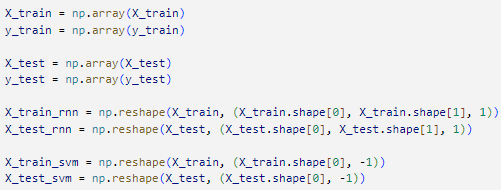 X_train = np.array(X_train)
y_train = np.array(y_train)
X_test = np.array(X_test)
y_test = np.array(y_test)
X_train_rnn = np.reshape(X_train, (X_train.shape[0], X_train.shape[1], 1))
X_test_rnn = np.reshape(X_test, (X_test.shape[0], X_test.shape[1], 1))
X_train_svm = np.reshape(X_train, (X_train.shape[0], -1))
X_test_svm = np.reshape(X_test, (X_test.shape[0], -1))